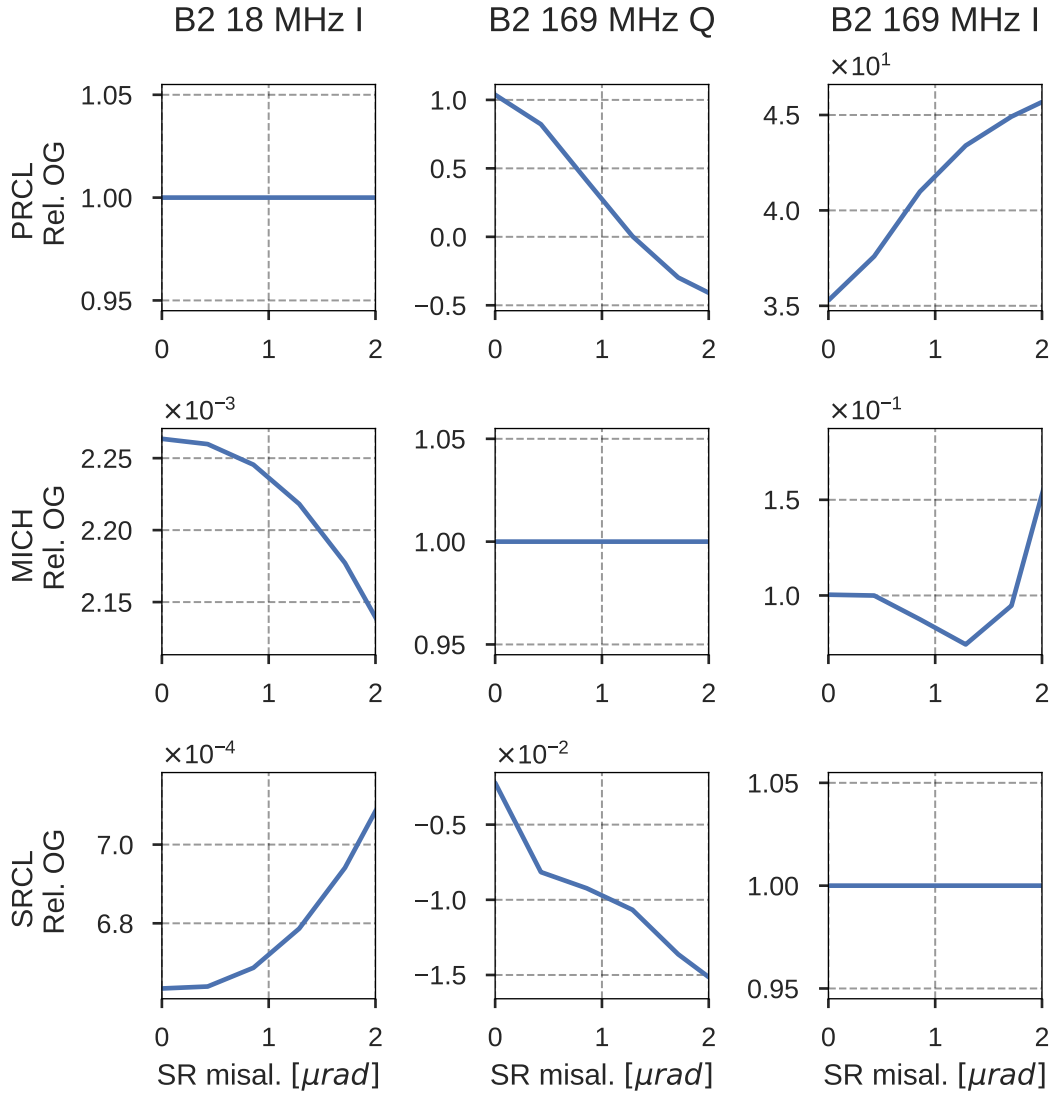 B2 18 MHz I B2 169 MHz Q B2 169 MHz I
×10¹
PRCL
Rel. OG
1.05
1.00
0.95
1.0
0.5
0.0
−0.5
4.5
4.0
3.5
0 1 2 0 1 2 0 1 2
×10⁻³ ×10⁻¹
MICH
Rel. OG
2.25
2.20
2.15
1.05
1.00
0.95
1.5
1.0
0 1 2 0 1 2 0 1 2
×10⁻⁴ ×10⁻²
SRCL
Rel. OG
7.0
6.8
−0.5
−1.0
−1.5
1.05
1.00
0.95
0 1 2 0 1 2 0 1 2
SR misal. [μrad] SR misal. [μrad] SR misal. [μrad]